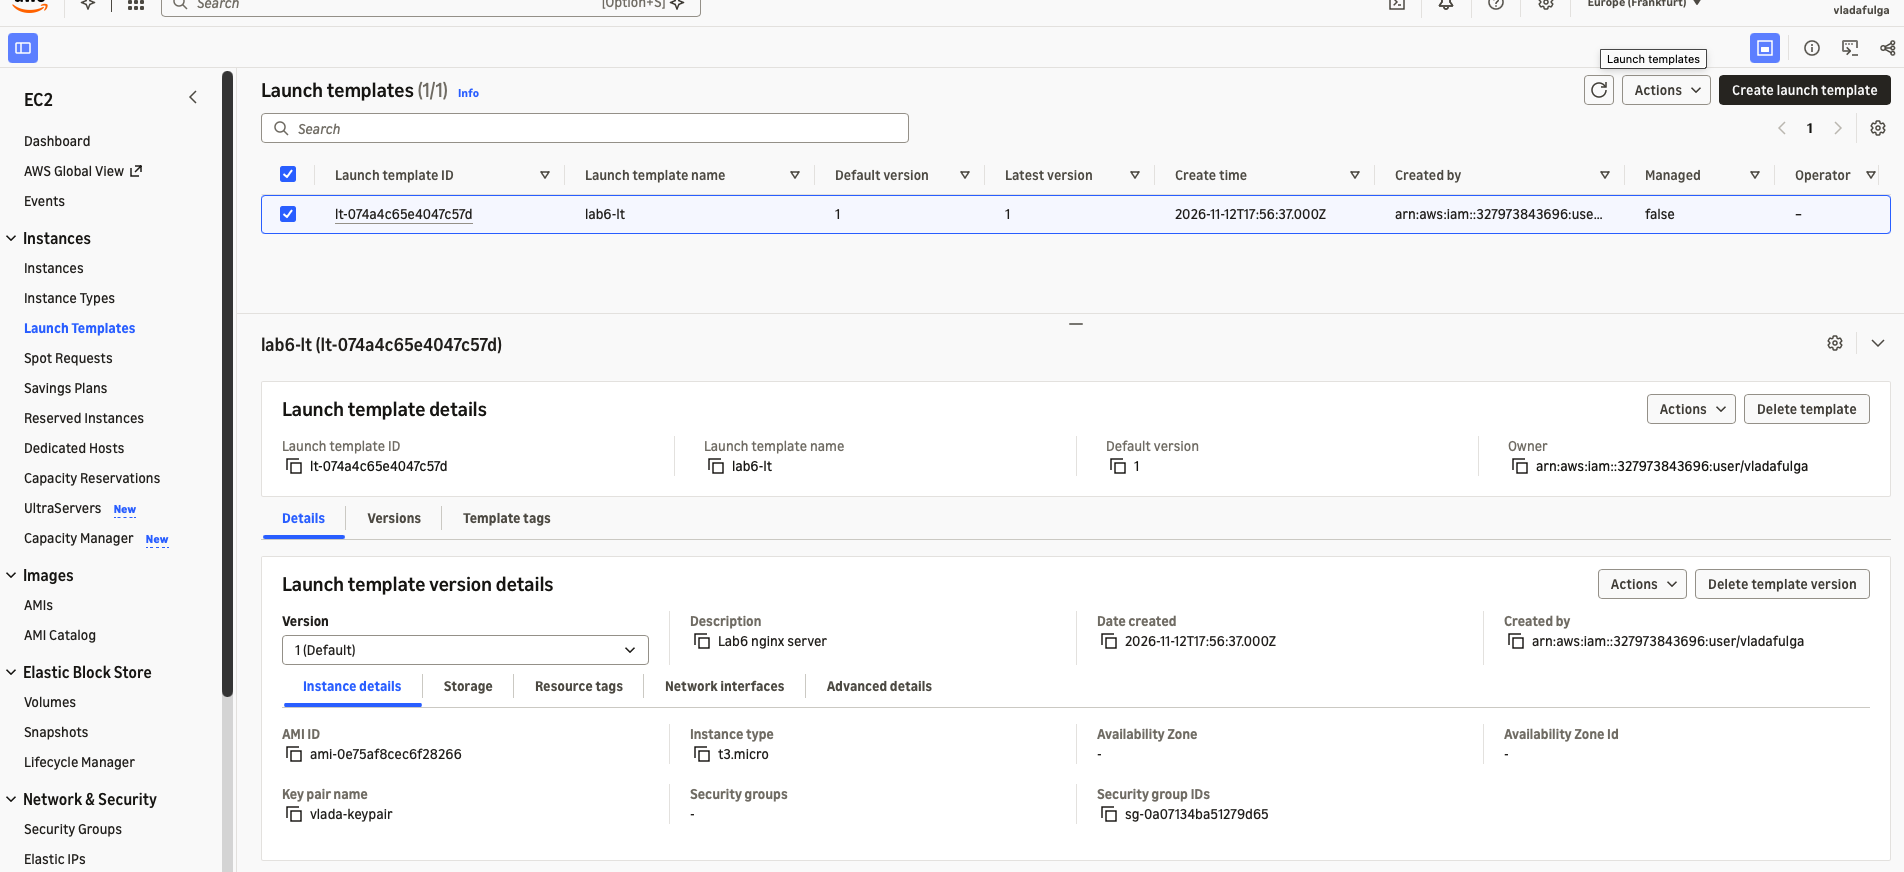 Search [Option+S] Europe (Frankfurt)
vladafulga
Launch templates
EC2
Dashboard
AWS Global View
Events
Instances
Instances
Instance Types
Launch Templates
Spot Requests
Savings Plans
Reserved Instances
Dedicated Hosts
Capacity Reservations
UltraServers New
Capacity Manager New
Images
AMIs
AMI Catalog
Elastic Block Store
Volumes
Snapshots
Lifecycle Manager
Network & Security
Security Groups
Elastic IPs
Launch templates (1/1) Info
Actions Create launch template
Search
1
Launch template ID Launch template name Default version Latest version Create time Created by Managed Operator
lt-074a4c65e4047c57d lab6-lt 1 1 2026-11-12T17:56:37.000Z arn:aws:iam::327973843696:use... false –
lab6-lt (lt-074a4c65e4047c57d)
Launch template details Actions Delete template
Launch template ID Launch template name Default version Owner
lt-074a4c65e4047c57d lab6-lt 1 arn:aws:iam::327973843696:user/vladafulga
Details Versions Template tags
Launch template version details Actions Delete template version
Version Description Date created Created by
1 (Default) Lab6 nginx server 2026-11-12T17:56:37.000Z arn:aws:iam::327973843696:user/vladafulga
Instance details Storage Resource tags Network interfaces Advanced details
AMI ID Instance type Availability Zone Availability Zone Id
ami-0e75af8cec6f28266 t3.micro - -
Key pair name Security groups Security group IDs
vlada-keypair - sg-0a07134ba51279d65